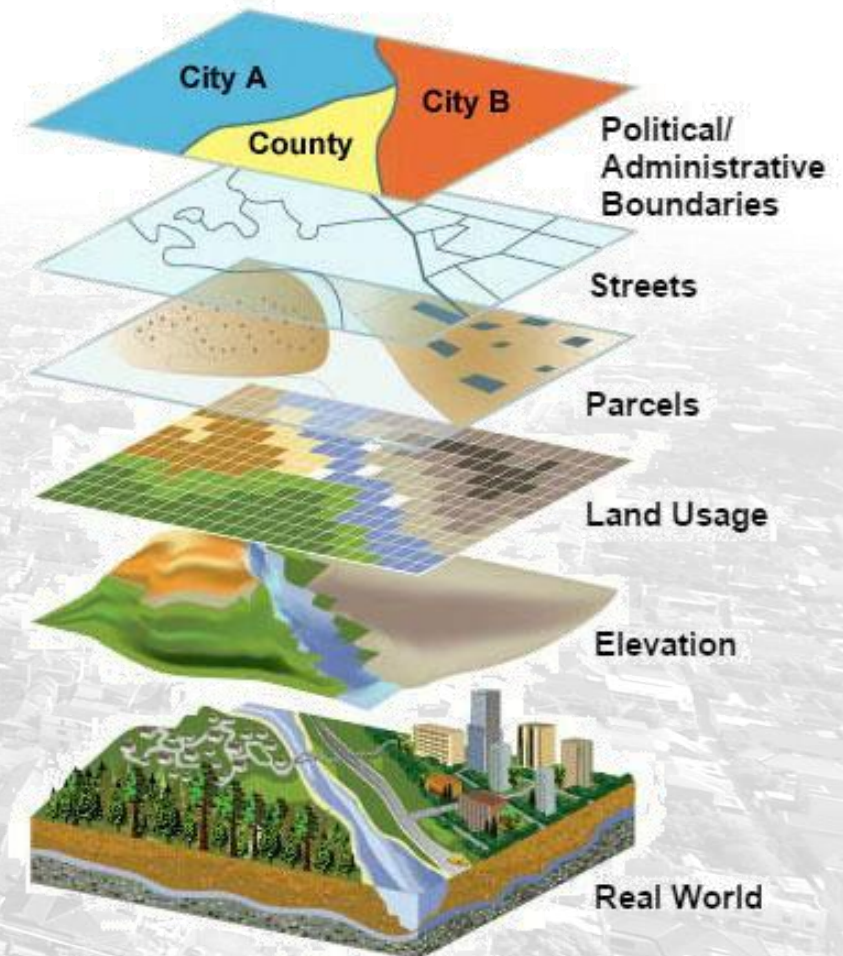 City A
City B
County
Political/
Administrative
Boundaries
Streets
Parcels
Land Usage
Elevation
Real World